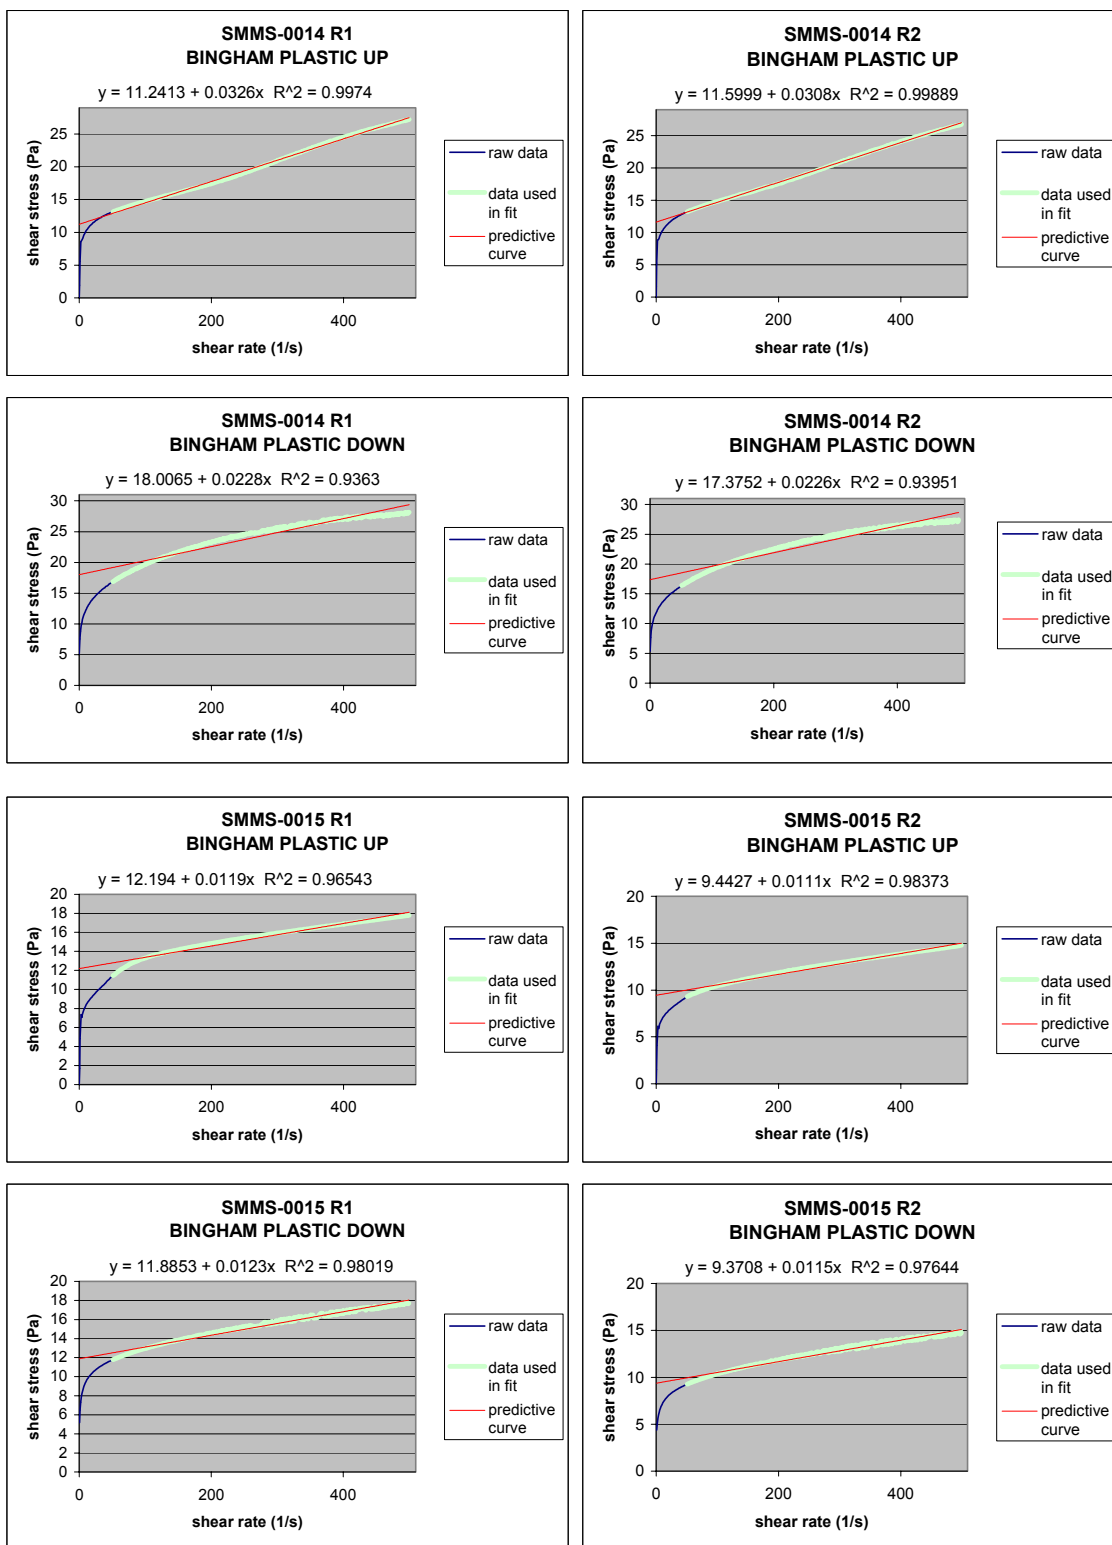 SMMS-0014 R1
BINGHAM PLASTIC UP
y = 11.2413 + 0.0326x  R^2 = 0.9974
shear stress (Pa)
25
20
15
10
5
0
0
200
400
shear rate (1/s)
raw data
data used
in fit
predictive
curve
SMMS-0014 R2
BINGHAM PLASTIC UP
y = 11.5999 + 0.0308x  R^2 = 0.99889
shear stress (Pa)
25
20
15
10
5
0
0
200
400
shear rate (1/s)
raw data
data used
in fit
predictive
curve
SMMS-0014 R1
BINGHAM PLASTIC DOWN
y = 18.0065 + 0.0228x  R^2 = 0.9363
shear stress (Pa)
30
25
20
15
10
5
0
0
200
400
shear rate (1/s)
raw data
data used
in fit
predictive
curve
SMMS-0014 R2
BINGHAM PLASTIC DOWN
y = 17.3752 + 0.0226x  R^2 = 0.93951
shear stress (Pa)
30
25
20
15
10
5
0
0
200
400
shear rate (1/s)
raw data
data used
in fit
predictive
curve
SMMS-0015 R1
BINGHAM PLASTIC UP
y = 12.194 + 0.0119x  R^2 = 0.96543
shear stress (Pa)
20
18
16
14
12
10
8
6
4
2
0
0
200
400
shear rate (1/s)
raw data
data used
in fit
predictive
curve
SMMS-0015 R2
BINGHAM PLASTIC UP
y = 9.4427 + 0.0111x  R^2 = 0.98373
shear stress (Pa)
20
15
10
5
0
0
200
400
shear rate (1/s)
raw data
data used
in fit
predictive
curve
SMMS-0015 R1
BINGHAM PLASTIC DOWN
y = 11.8853 + 0.0123x  R^2 = 0.98019
shear stress (Pa)
20
18
16
14
12
10
8
6
4
2
0
0
200
400
shear rate (1/s)
raw data
data used
in fit
predictive
curve
SMMS-0015 R2
BINGHAM PLASTIC DOWN
y = 9.3708 + 0.0115x  R^2 = 0.97644
shear stress (Pa)
20
15
10
5
0
0
200
400
shear rate (1/s)
raw data
data used
in fit
predictive
curve